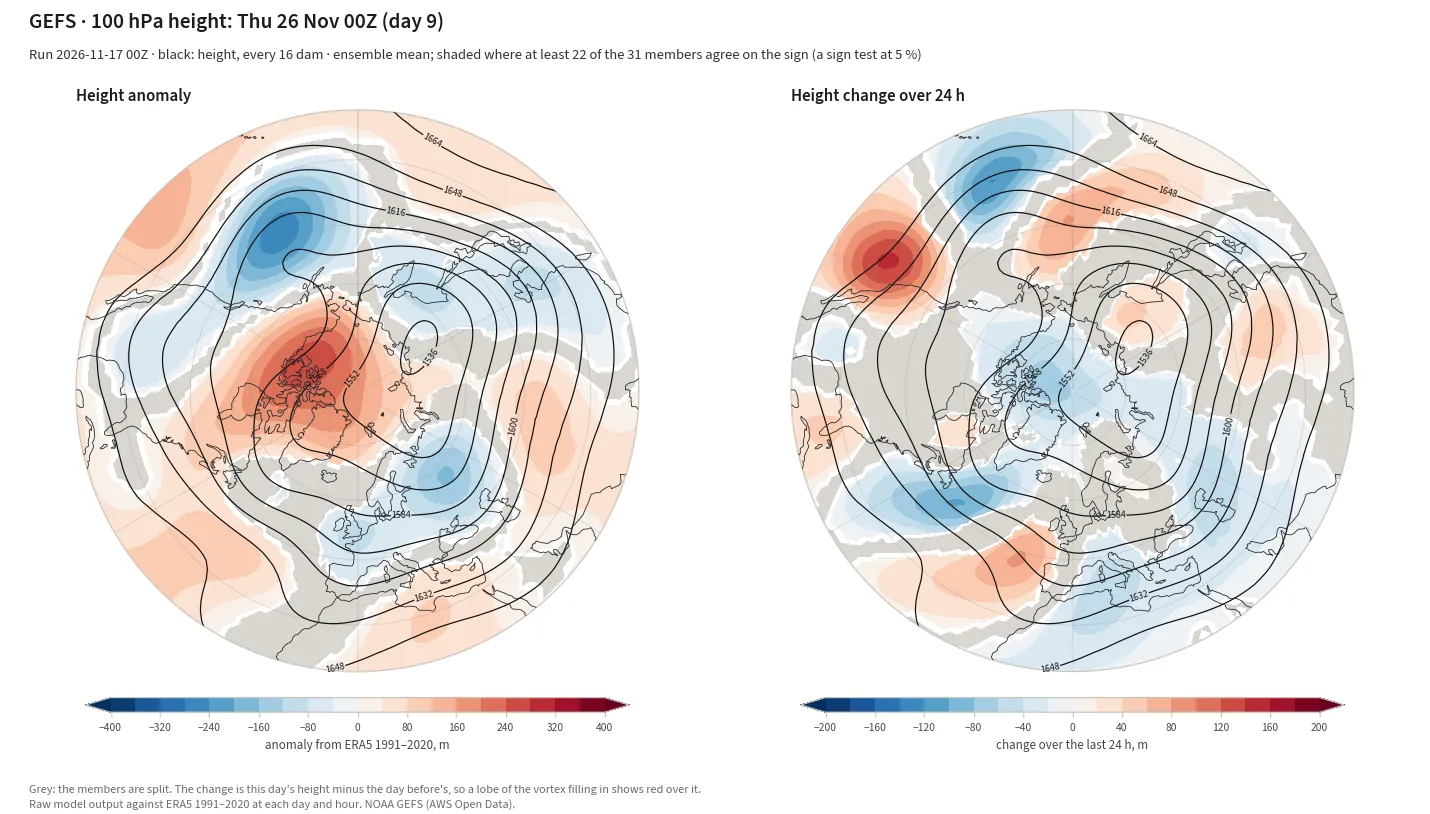 GEFS · 100 hPa height: Thu 26 Nov 00Z (day 9)
Run 2026-11-17 00Z · black: height, every 16 dam · ensemble mean; shaded where at least 22 of the 31 members agree on the sign (a sign test at 5 %)
Height anomaly
Height change over 24 h
1664
1648
1616
1536
1552
1600
1584
1632
1648
1664
1648
1616
1536
1552
1600
1584
1632
1648
−400 −320 −240 −160 −80 0 80 160 240 320 400
anomaly from ERA5 1991–2020, m
−200 −160 −120 −80 −40 0 40 80 120 160 200
change over the last 24 h, m
Grey: the members are split. The change is this day's height minus the day before's, so a lobe of the vortex filling in shows red over it.
Raw model output against ERA5 1991–2020 at each day and hour. NOAA GEFS (AWS Open Data).